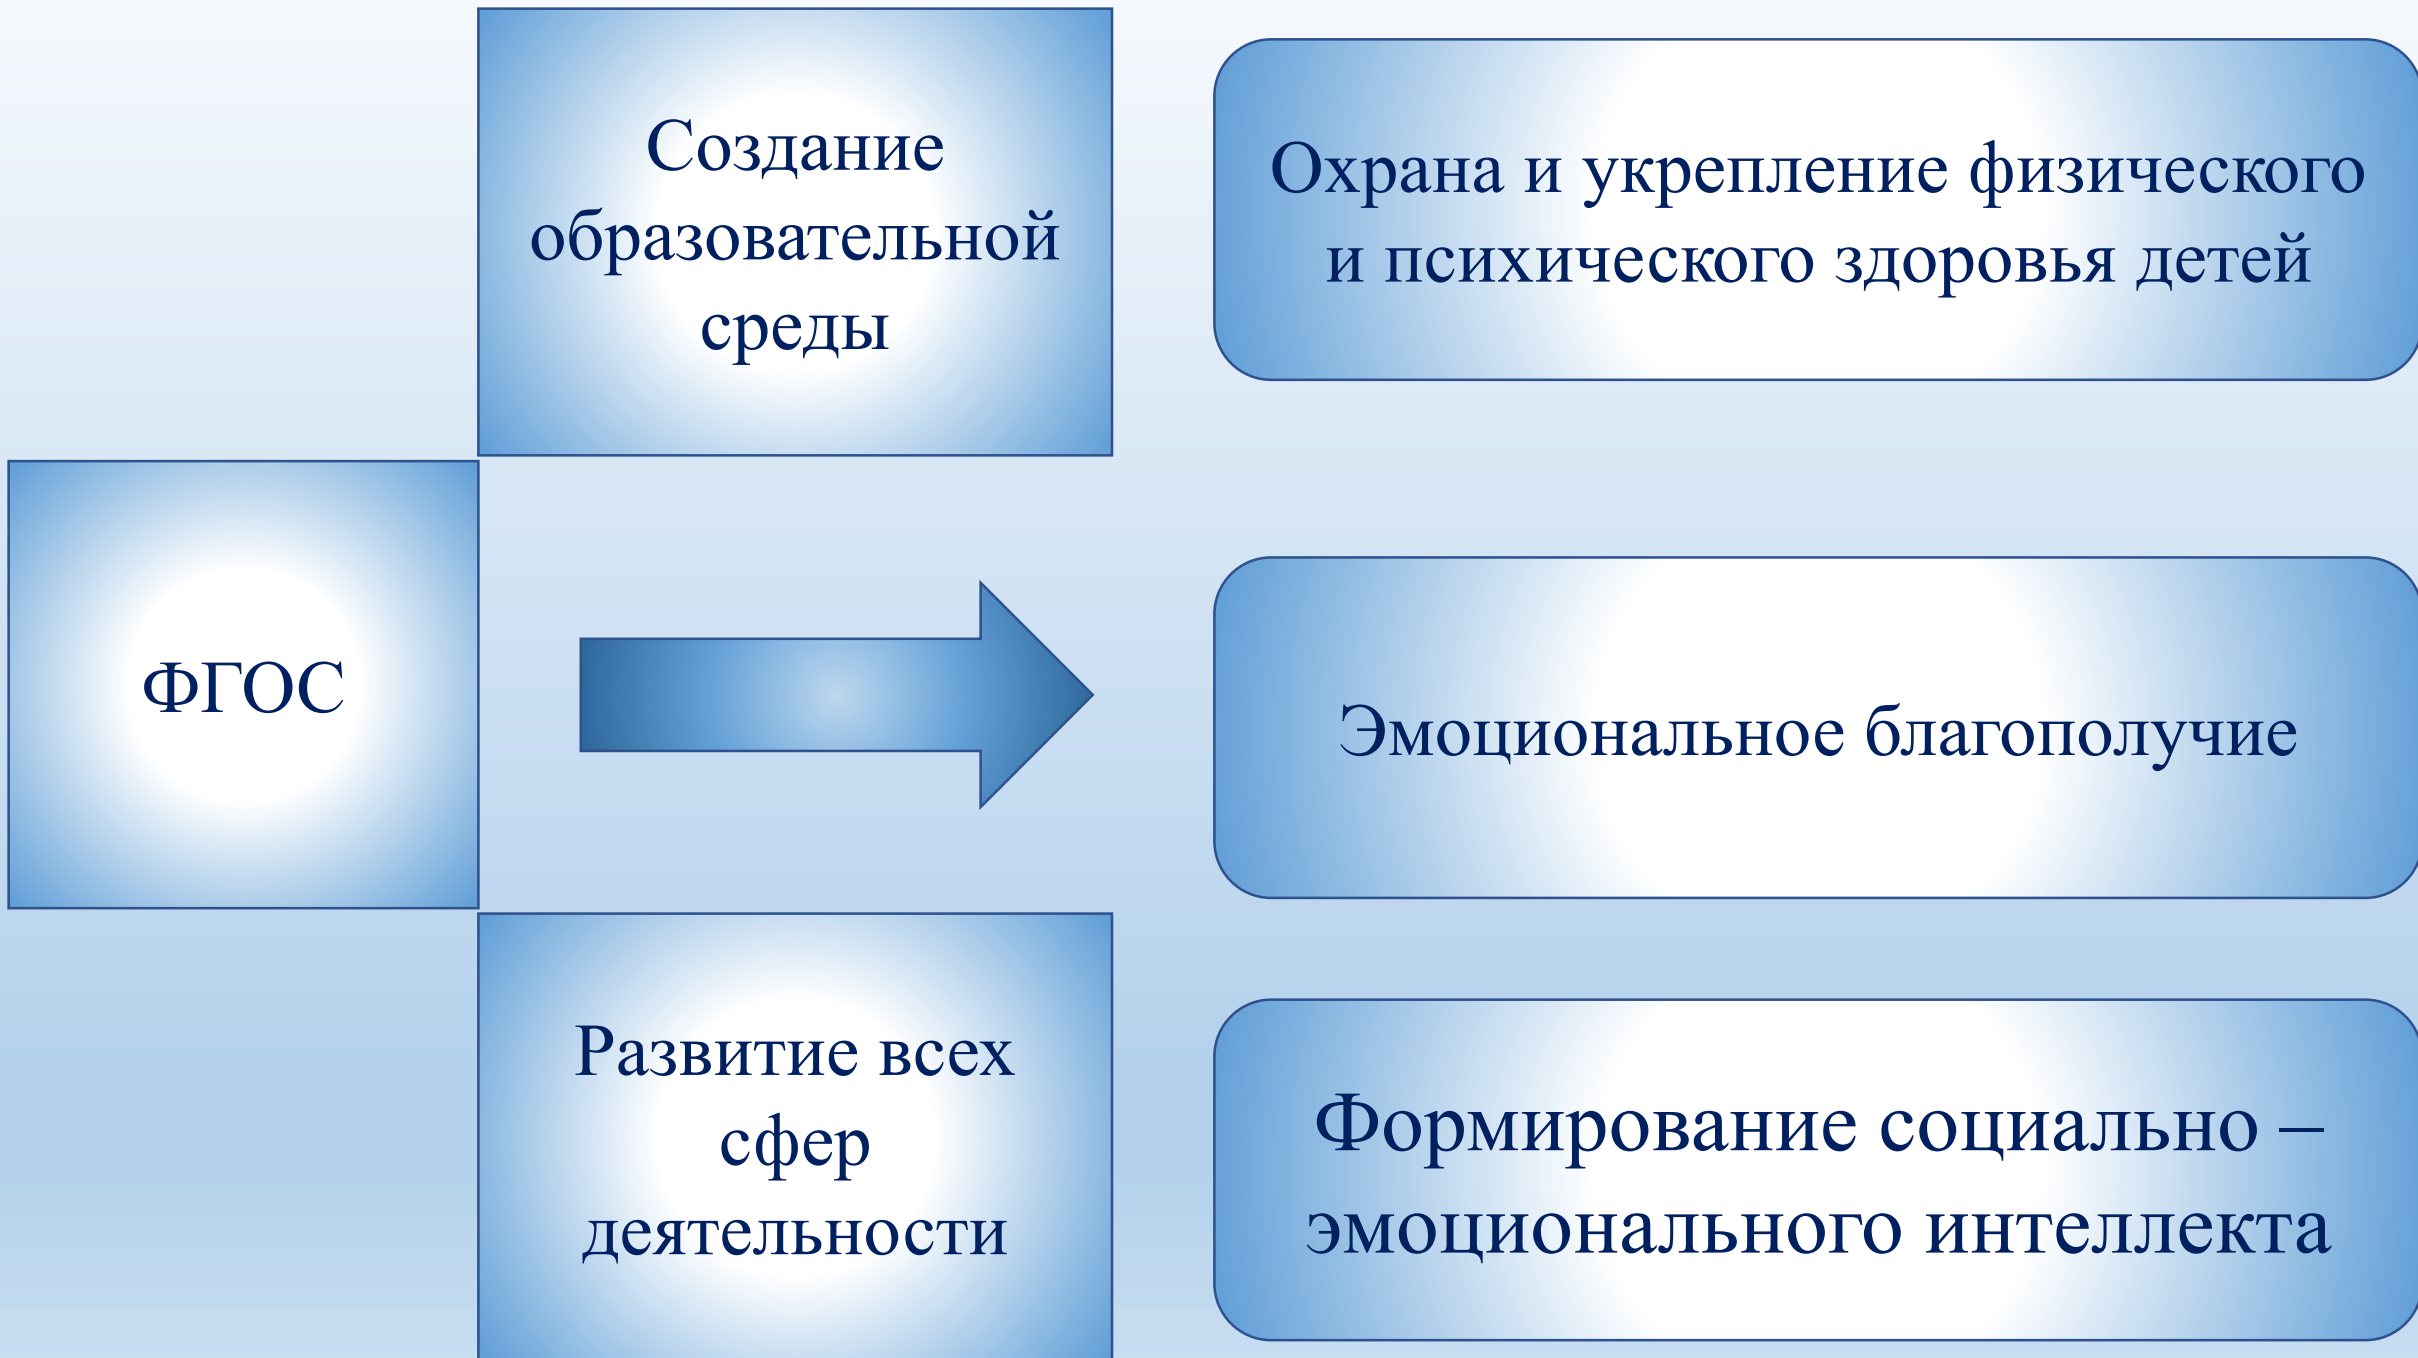 Создание
образовательной
среды
Охрана и укрепление физического
и психического здоровья детей
ФГОС
Эмоциональное благополучие
Развитие всех
сфер
деятельности
Формирование социально –
эмоционального интеллекта